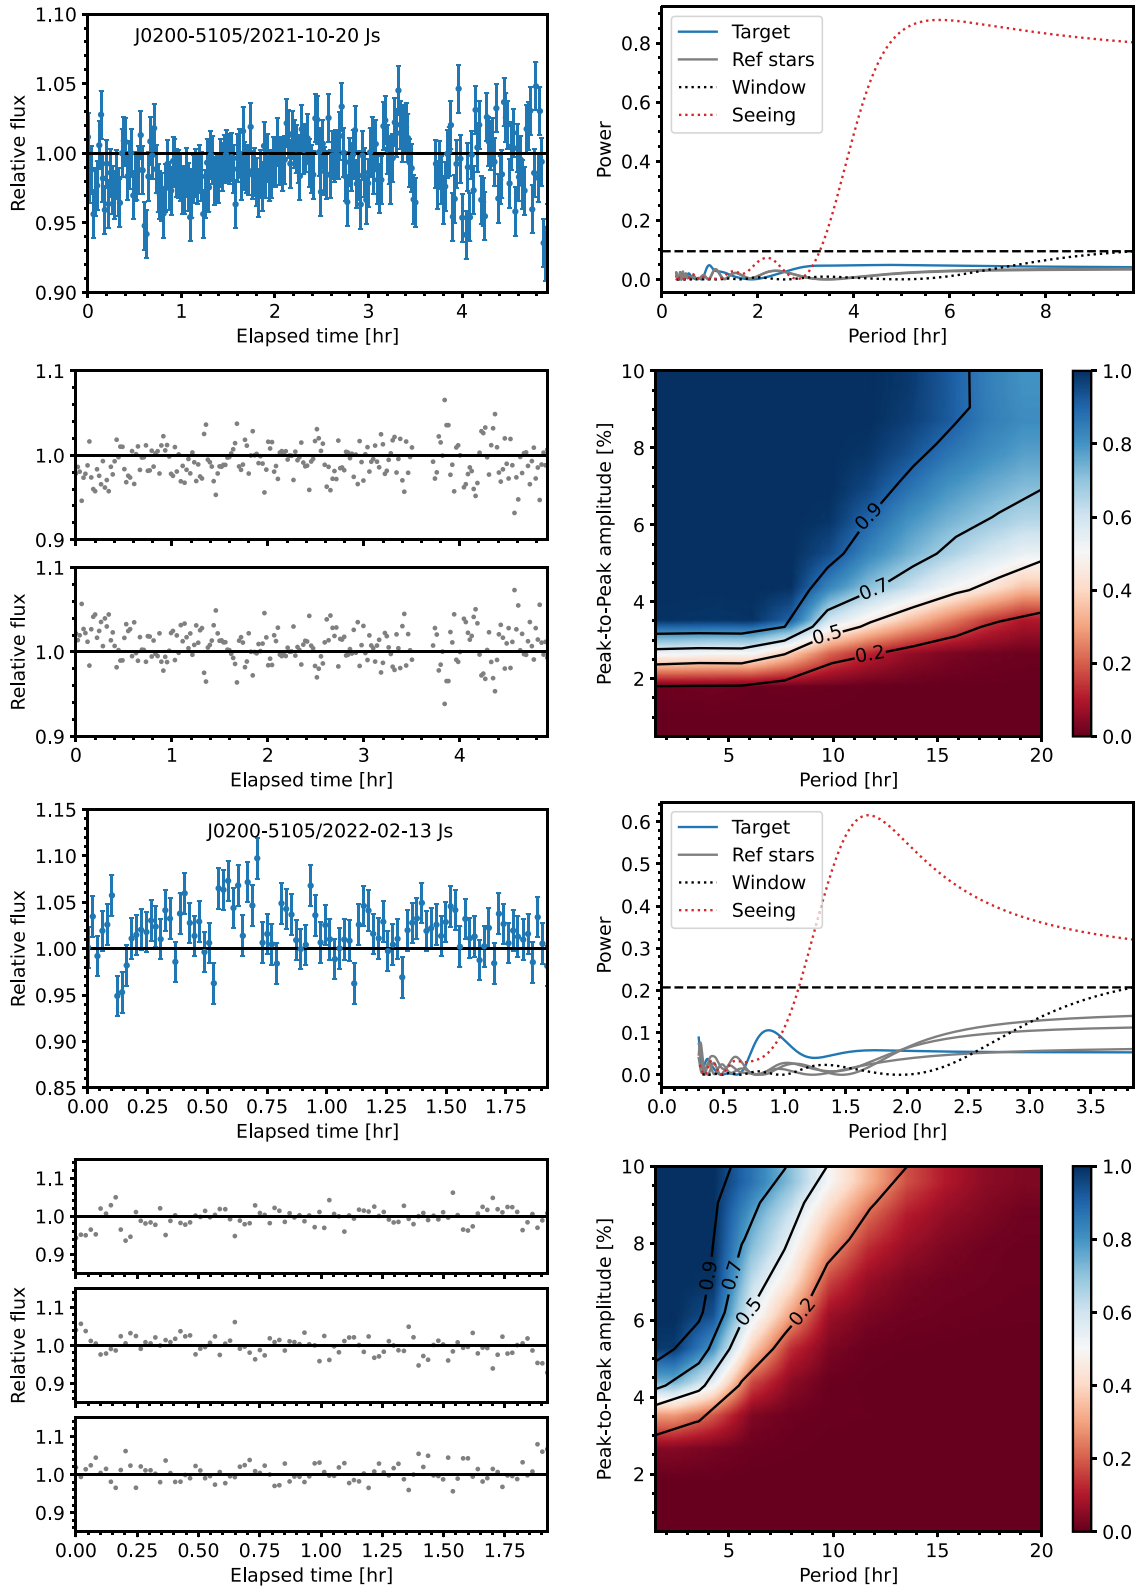 J0200-5105/2021-10-20 Js
1.10
1.05
1.00
0.95
0.90
Relative flux
0 1 2 3 4
Elapsed time [hr]
Target
Ref stars
Window
Seeing
0.8
0.6
0.4
0.2
0.0
Power
0 2 4 6 8
Period [hr]
1.1
1.0
0.9
Relative flux
1.1
1.0
0.9
0 1 2 3 4
Elapsed time [hr]
10
8
6
4
2
Peak-to-Peak amplitude [%]
0.9
0.7
0.5
0.2
5 10 15 20
Period [hr]
1.0
0.8
0.6
0.4
0.2
0.0
J0200-5105/2022-02-13 Js
1.15
1.10
1.05
1.00
0.95
0.90
0.85
Relative flux
0.00 0.25 0.50 0.75 1.00 1.25 1.50 1.75
Elapsed time [hr]
Target
Ref stars
Window
Seeing
0.6
0.5
0.4
0.3
0.2
0.1
0.0
Power
0.0 0.5 1.0 1.5 2.0 2.5 3.0 3.5
Period [hr]
1.1
1.0
0.9
1.1
1.0
0.9
Relative flux
1.1
1.0
0.9
0.00 0.25 0.50 0.75 1.00 1.25 1.50 1.75
Elapsed time [hr]
10
8
6
4
2
Peak-to-Peak amplitude [%]
0.9
0.7
0.5
0.2
5 10 15 20
Period [hr]
1.0
0.8
0.6
0.4
0.2
0.0